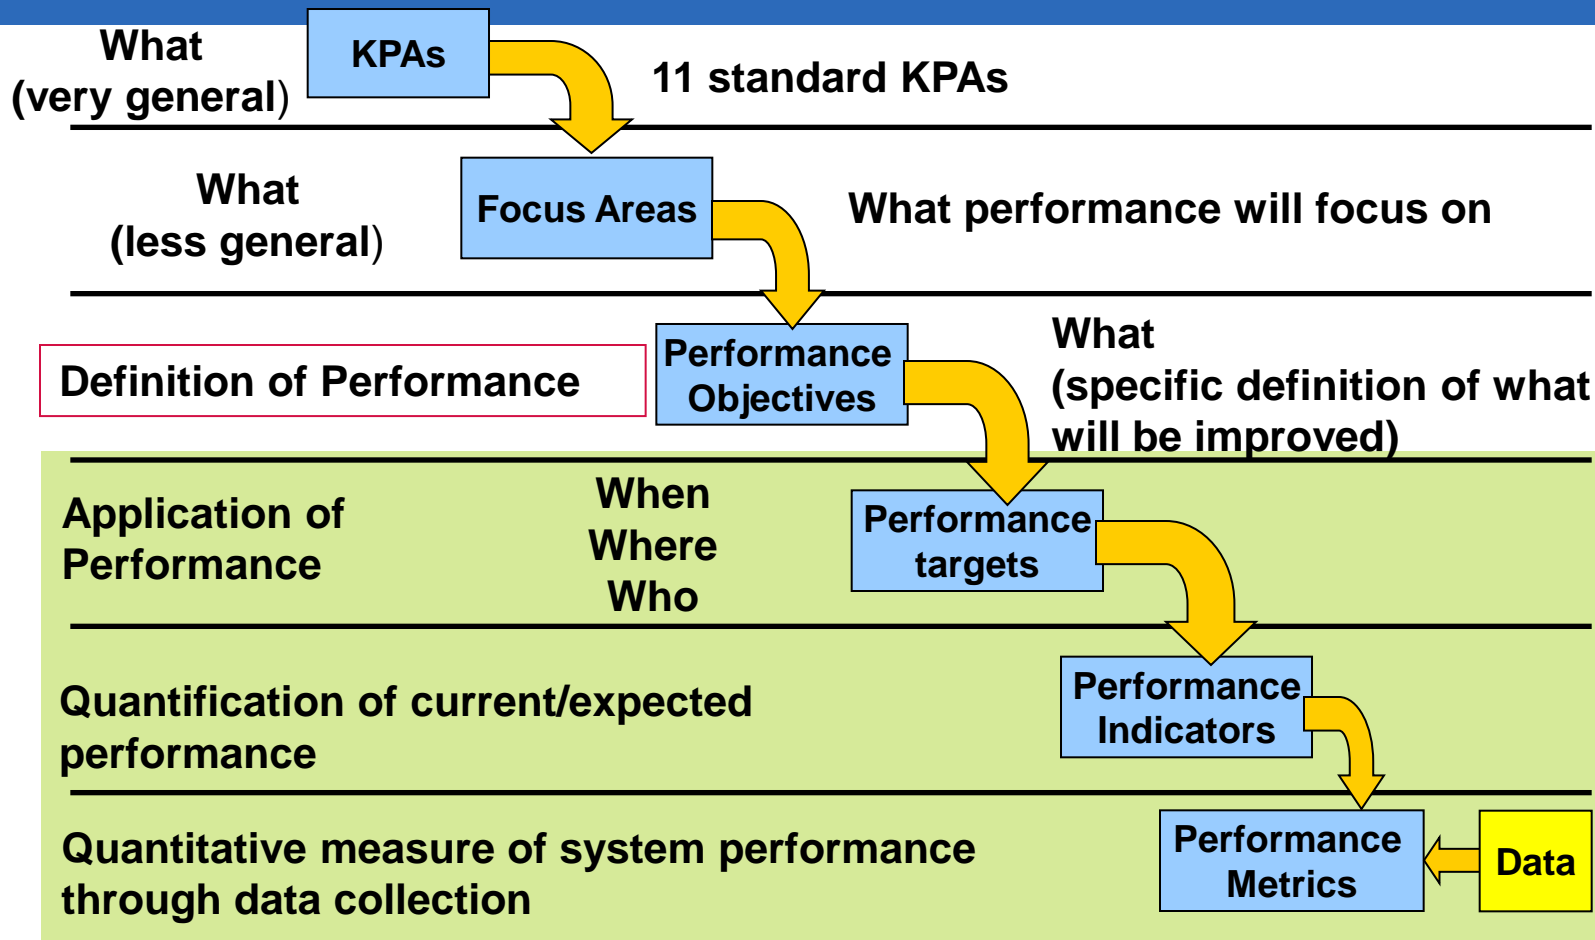 What
(very general)
KPAs
11 standard KPAs
What
(less general)
Focus Areas
What performance will focus on
Definition of Performance
Performance
Objectives
What
(specific definition of what
will be improved)
Application of
Performance
When
Where
Who
Performance
targets
Quantification of current/expected
performance
Performance
Indicators
Quantitative measure of system performance
through data collection
Performance
Metrics
Data